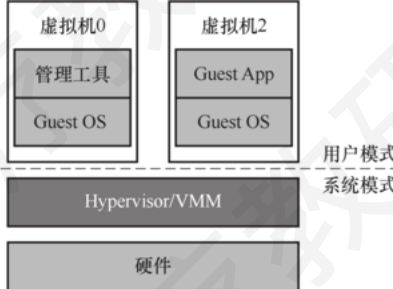 虚拟机0
虚拟机2
管理工具
Guest App
Guest OS
Guest OS
用户模式
系统模式
Hypervisor/VMM
硬件